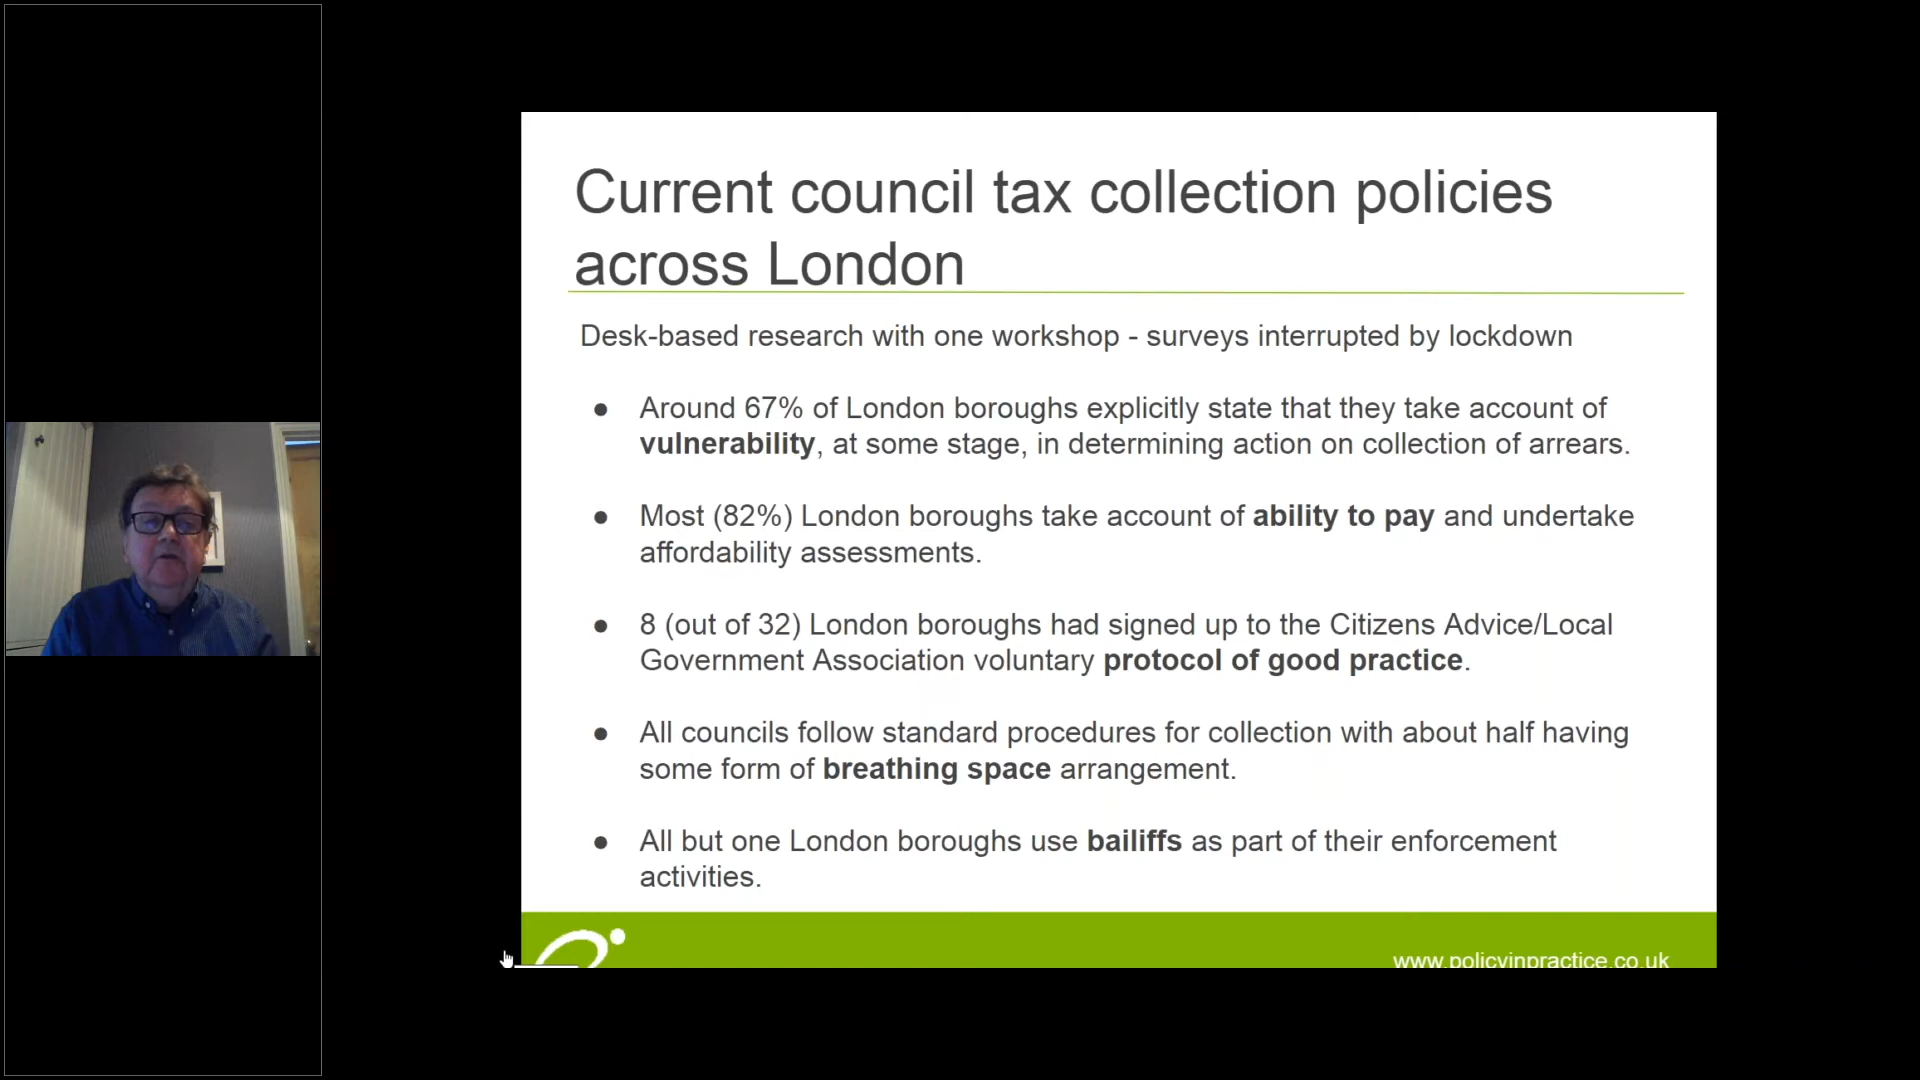 Current council tax collection policies
across London
Desk-based research with one workshop - surveys interrupted by lockdown
● Around 67% of London boroughs explicitly state that they take account of
vulnerability, at some stage, in determining action on collection of arrears.
● Most (82%) London boroughs take account of ability to pay and undertake
affordability assessments.
● 8 (out of 32) London boroughs had signed up to the Citizens Advice/Local
Government Association voluntary protocol of good practice.
● All councils follow standard procedures for collection with about half having
some form of breathing space arrangement.
● All but one London boroughs use bailiffs as part of their enforcement
activities.
www.policyinpractice.co.uk